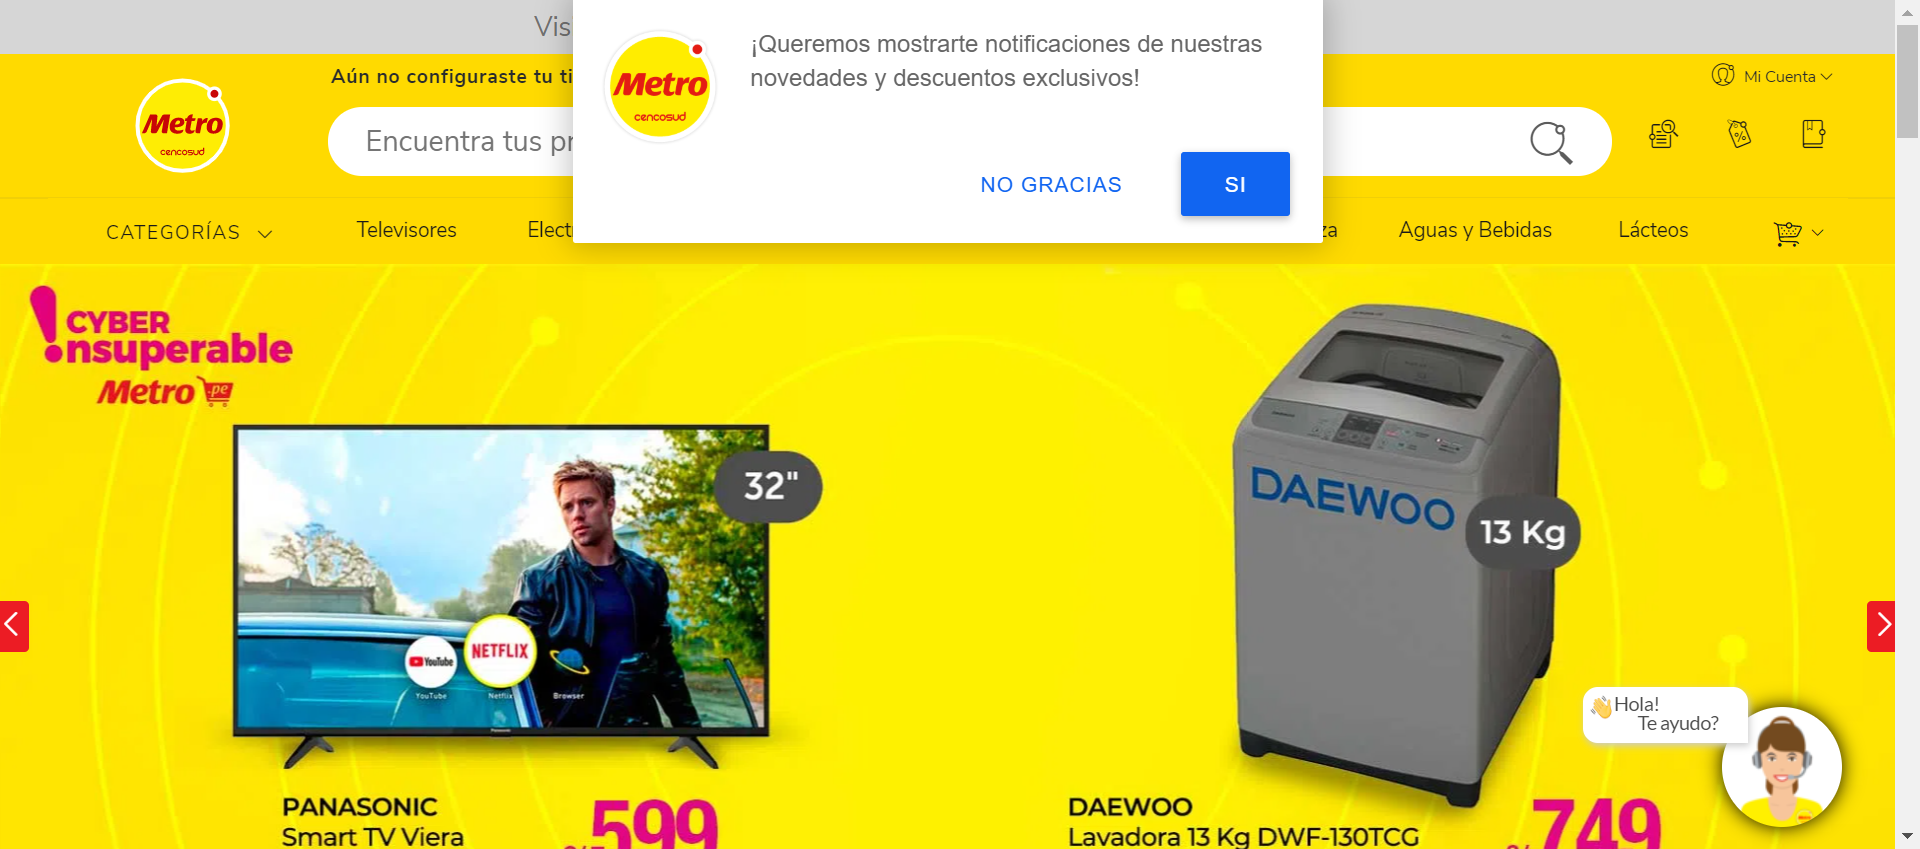 Vis
¡Queremos mostrarte notificaciones de nuestras
novedades y descuentos exclusivos!
Metro
cencosud
NO GRACIAS
SI
Aún no configuraste tu ti
Mi Cuenta
Metro
cencosud
Encuentra tus pr
CATEGORÍAS
Televisores
Elect
za
Aguas y Bebidas
Lácteos
CYBER
!nsuperable
Metro .pe
32"
DAEWOO
13 Kg
YouTube
NETFLIX
YouTube
Netflix
Browser
Panasonic
Hola!
Te ayudo?
PANASONIC
Smart TV Viera
S/ 599
DAEWOO
Lavadora 13 Kg DWF-130TCG
S/ 749